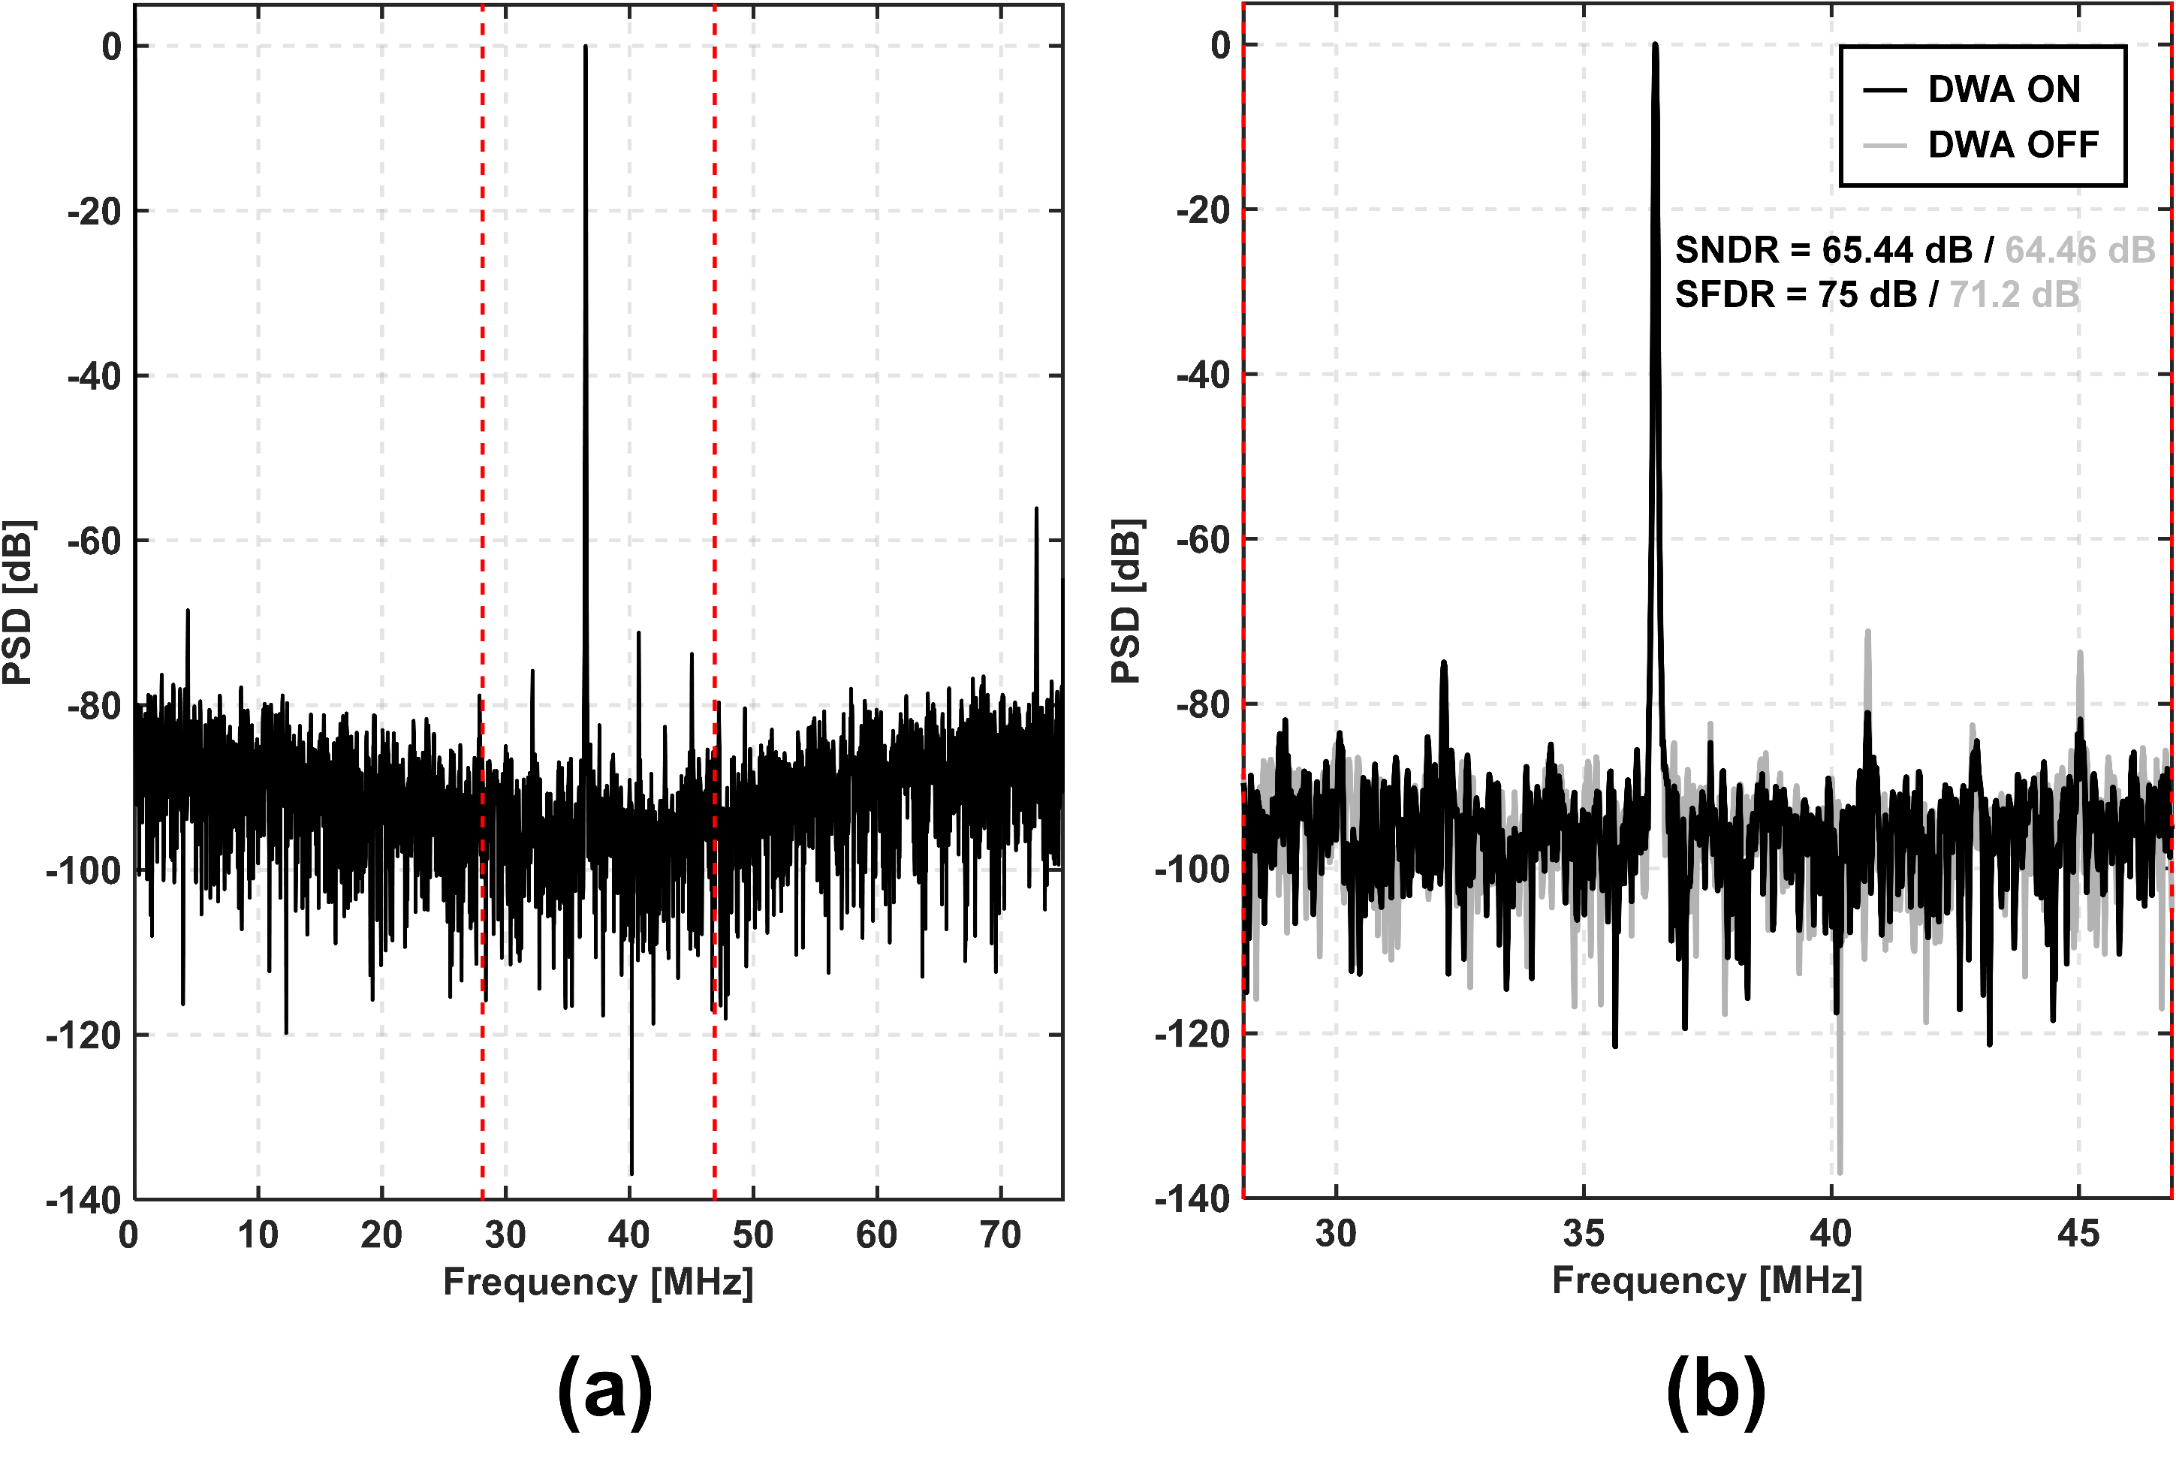 0
-20
-40
-60
-80
-100
-120
-140
PSD [dB]
0 10 20 30 40 50 60 70
Frequency [MHz]
(a)
0
-20
-40
-60
-80
-100
-120
-140
PSD [dB]
DWA ON
DWA OFF
SNDR = 65.44 dB / 64.46 dB
SFDR = 75 dB / 71.2 dB
30 35 40 45
Frequency [MHz]
(b)